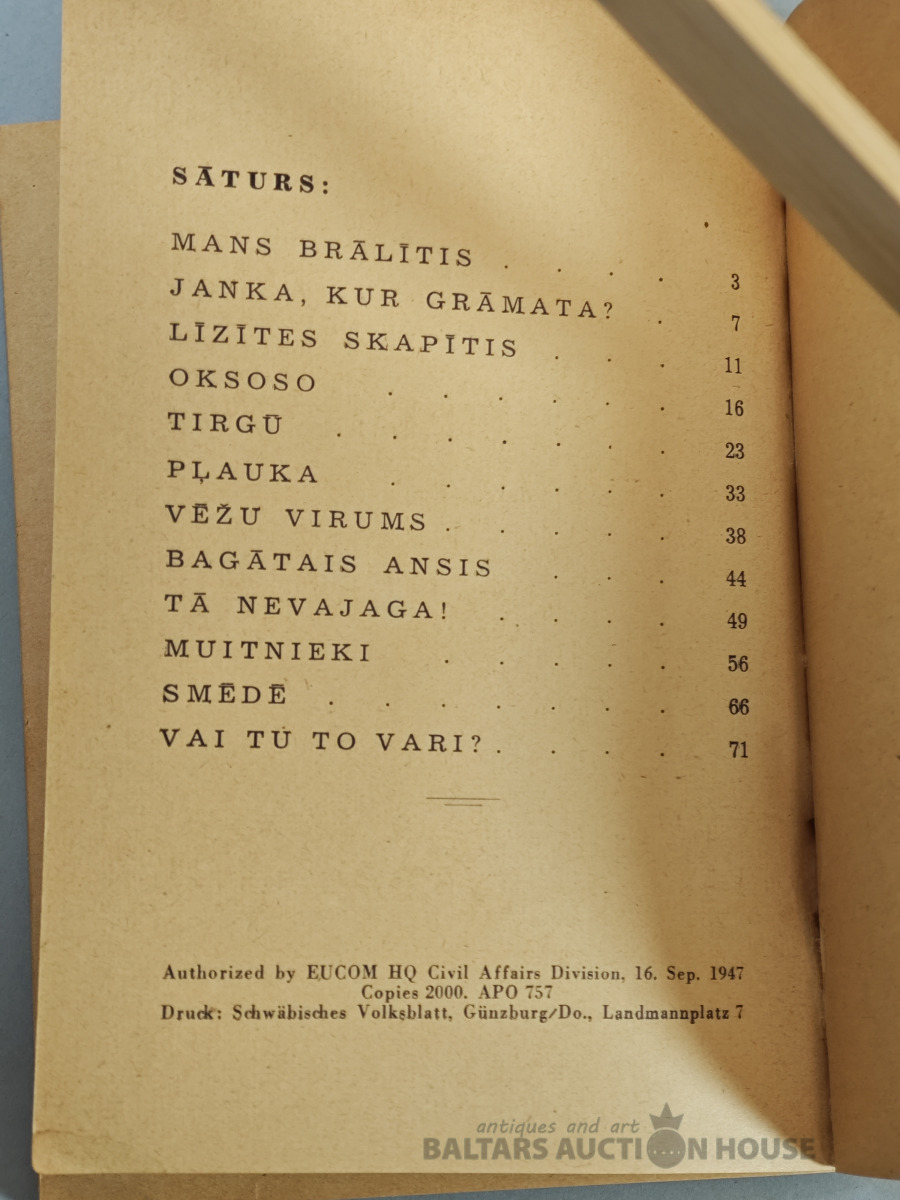 SĀTURS:
MANS BRĀLĪTIS . . . . 3
JANKA, KUR GRĀMATA? . 7
LĪZĪTES SKAPĪTIS . . . 11
OKSOSO . . . . . . 16
TIRGŪ . . . . . . . 23
PĻAUKA . . . . . . 33
VĒŽU VIRUMS . . . . . 38
BAGĀTAIS ANSIS . . . 44
TĀ NEVAJAGA! . . . . 49
MUITNIEKI . . . . . 56
SMĒDĒ . . . . . . . 66
VAI TU TO VARI? . . . . 71
Authorized by EUCOM HQ Civil Affairs Division, 16. Sep. 1947
Copies 2000. APO 757
Druck: Schwäbisches Volksblatt, Günzburg/Do., Landmannplatz 7
antiques and art
BALTARS AUCTION HOUSE